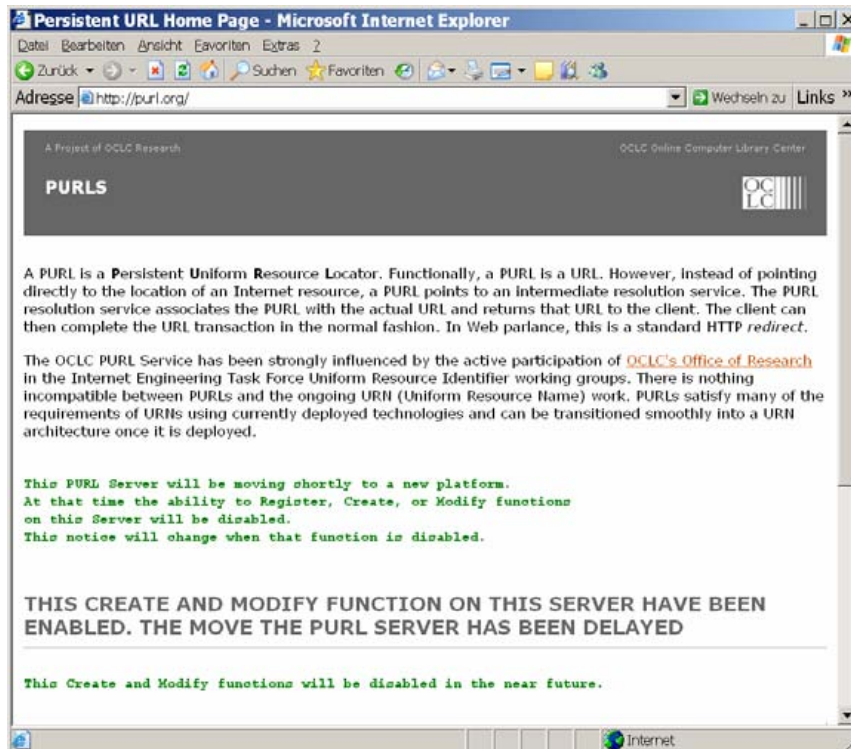 Persistent URL Home Page - Microsoft Internet Explorer
Datei Bearbeiten Ansicht Favoriten Extras ?
Zurück Suchen Favoriten
Adresse http://purl.org/ Wechseln zu Links »
A Project of OCLC Research OCLC Online Computer Library Center
PURLS
OCLC
A PURL is a Persistent Uniform Resource Locator. Functionally, a PURL is a URL. However, instead of pointing
directly to the location of an Internet resource, a PURL points to an intermediate resolution service. The PURL
resolution service associates the PURL with the actual URL and returns that URL to the client. The client can
then complete the URL transaction in the normal fashion. In Web parlance, this is a standard HTTP redirect.
The OCLC PURL Service has been strongly influenced by the active participation of OCLC's Office of Research
in the Internet Engineering Task Force Uniform Resource Identifier working groups. There is nothing
incompatible between PURLs and the ongoing URN (Uniform Resource Name) work. PURLs satisfy many of the
requirements of URNs using currently deployed technologies and can be transitioned smoothly into a URN
architecture once it is deployed.
This PURL Server will be moving shortly to a new platform.
At that time the ability to Register, Create, or Modify functions
on this Server will be disabled.
This notice will change when that function is disabled.
THIS CREATE AND MODIFY FUNCTION ON THIS SERVER HAVE BEEN
ENABLED. THE MOVE THE PURL SERVER HAS BEEN DELAYED
This Create and Modify functions will be disabled in the near future.
Internet